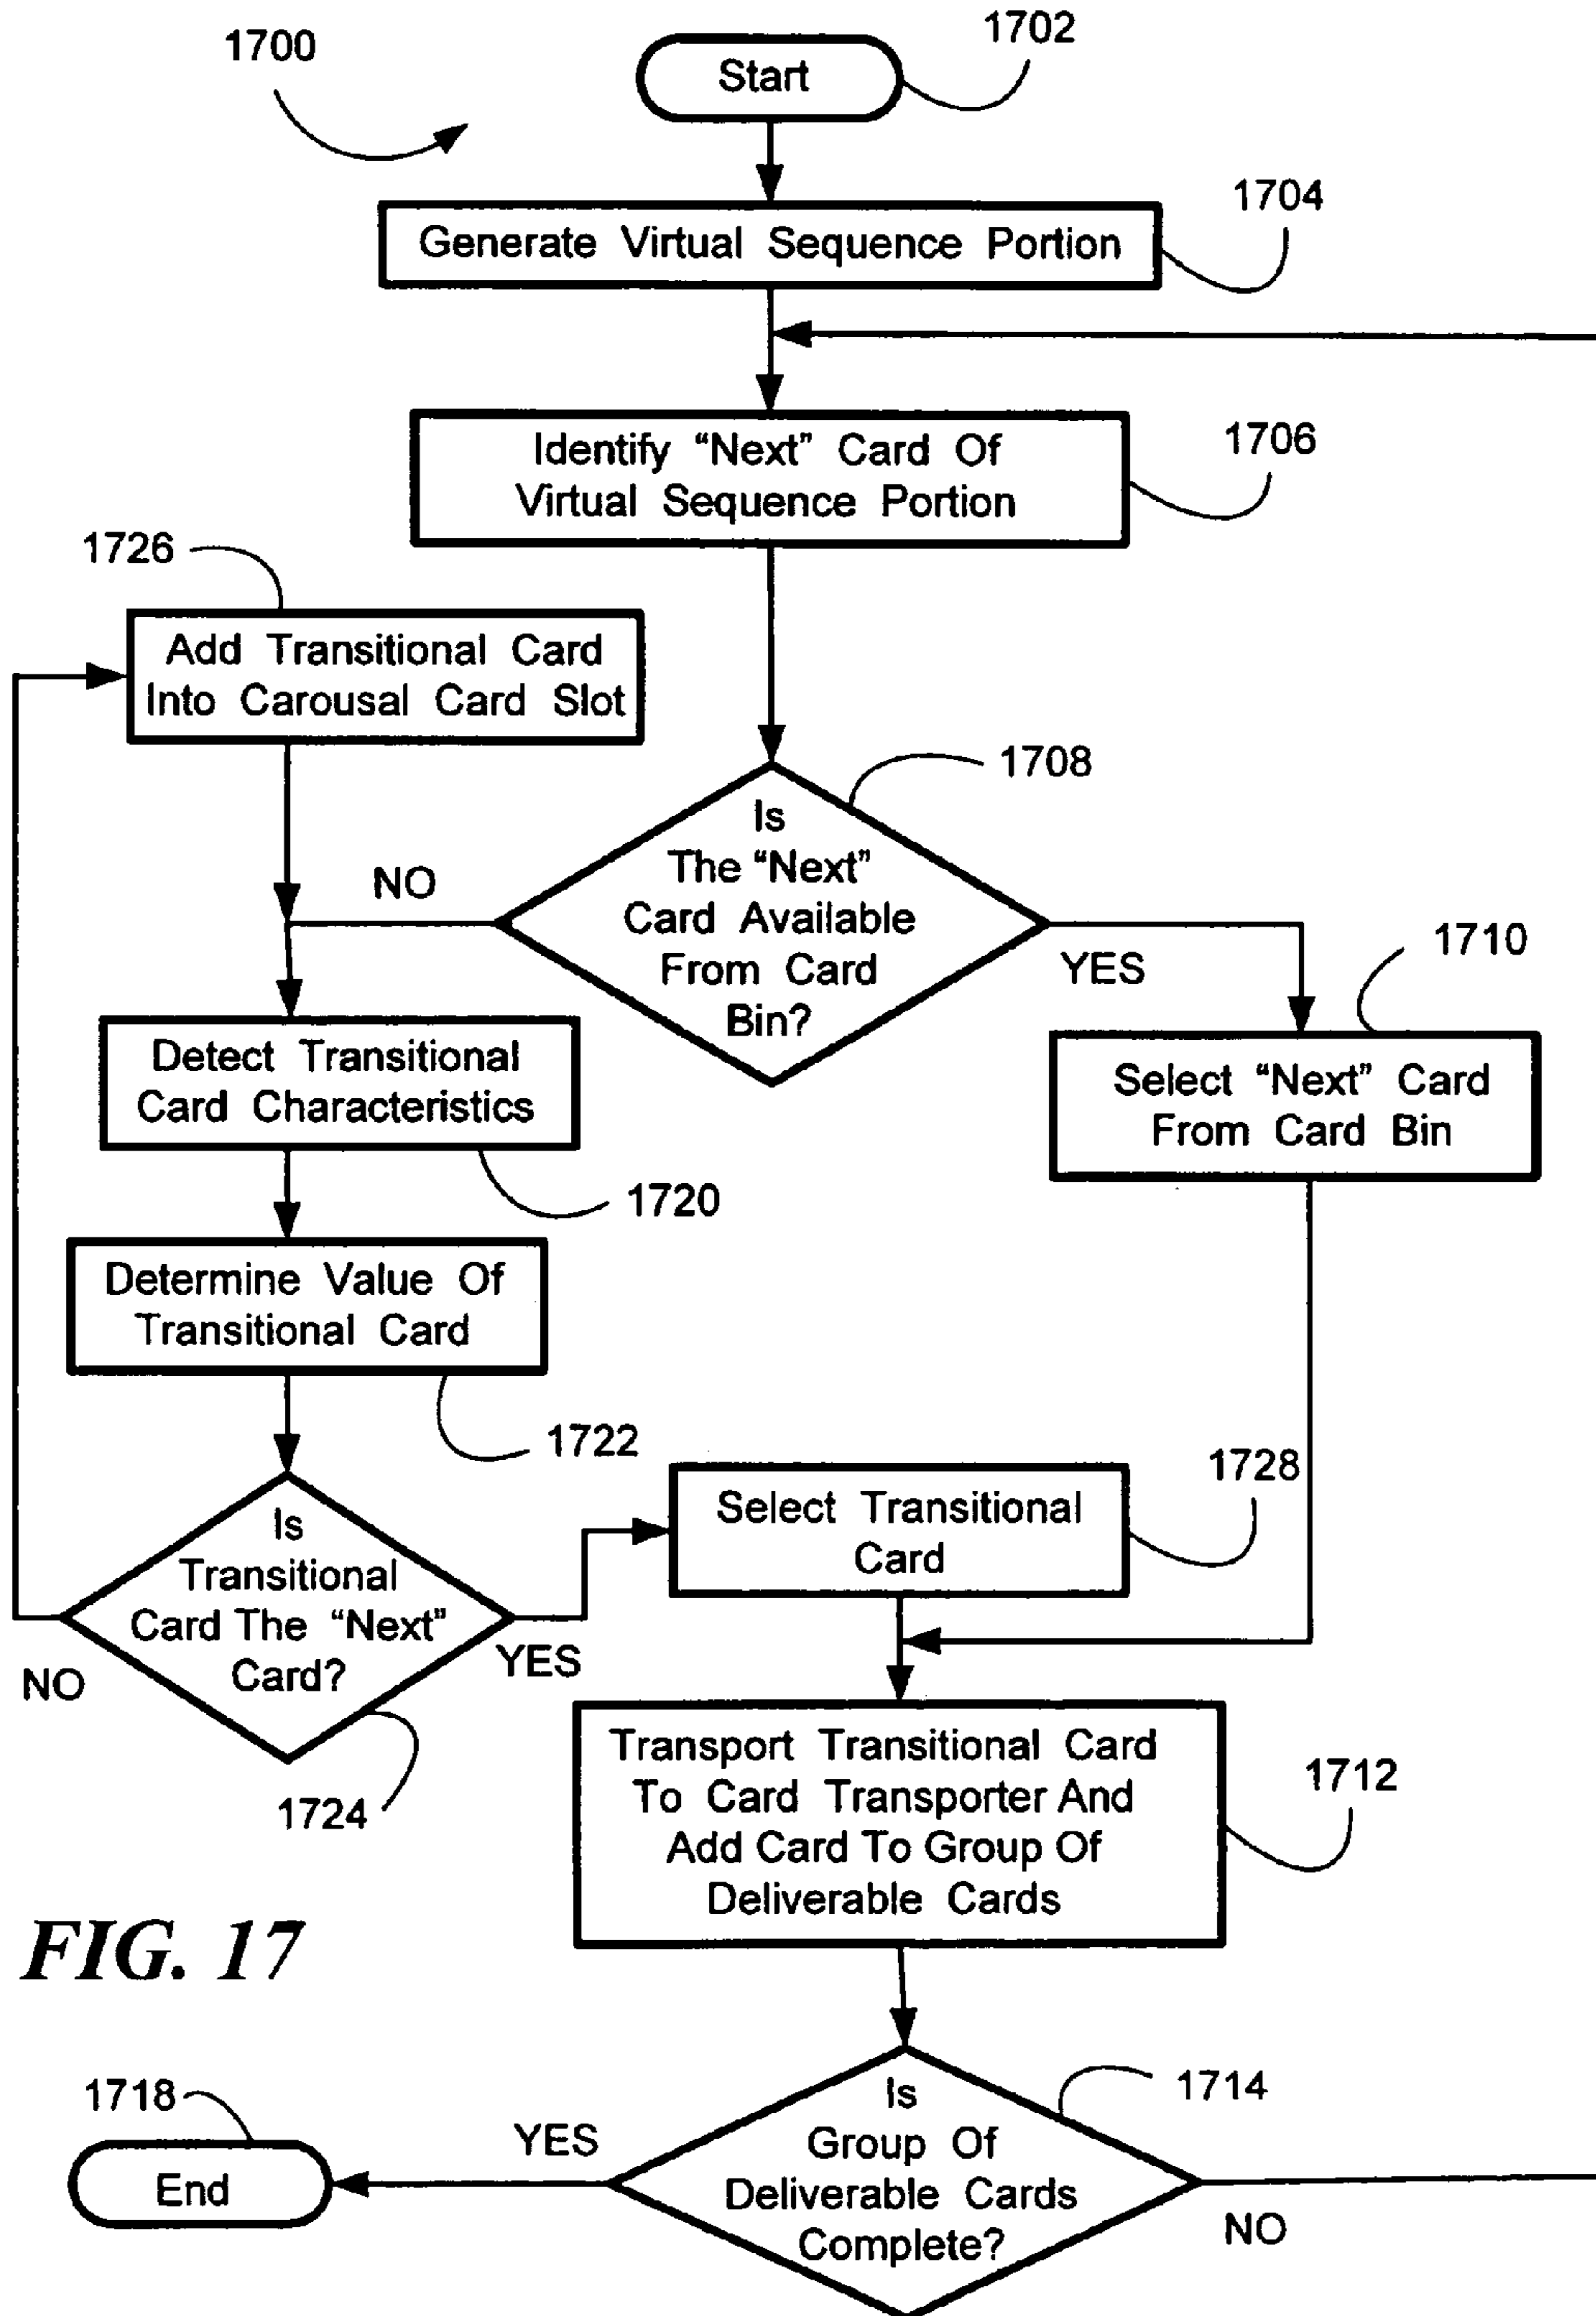 1700
Start
1702
Generate Virtual Sequence Portion
1704
Identify “Next” Card Of
Virtual Sequence Portion
1706
1726
Add Transitional Card
Into Carousal Card Slot
1708
Is
The “Next”
Card Available
From Card
Bin?
NO
YES
1710
Select “Next” Card
From Card Bin
Detect Transitional
Card Characteristics
1720
Determine Value Of
Transitional Card
1722
Is
Transitional
Card The “Next”
Card?
NO
YES
1724
Select Transitional
Card
1728
Transport Transitional Card
To Card Transporter And
Add Card To Group Of
Deliverable Cards
1712
FIG. 17
1718
End
YES
Is
Group Of
Deliverable Cards
Complete?
1714
NO